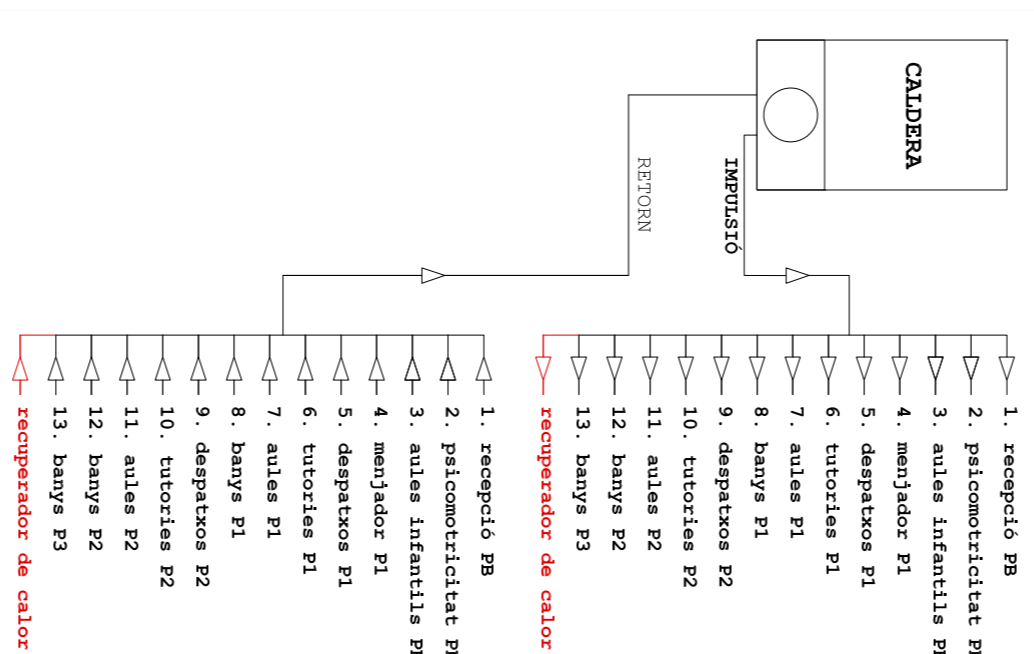 CALDERA
IMPULSIÓ
RETORN
1. recepció PB
2. psicomotricitat
3. aules infantils
4. menjador P1
5. despatxos P1
6. tutories P1
7. aules P1
8. banys P1
9. despatxos P2
10. tutories P2
11. aules P2
12. banys P2
13. banys P3
recuperador de calor
1. recepció PB
2. psicomotricitat
3. aules infantils
4. menjador P1
5. despatxos P1
6. tutories P1
7. aules P1
8. banys P1
9. despatxos P2
10. tutories P2
11. aules P2
12. banys P2
13. banys P3
recuperador de calor